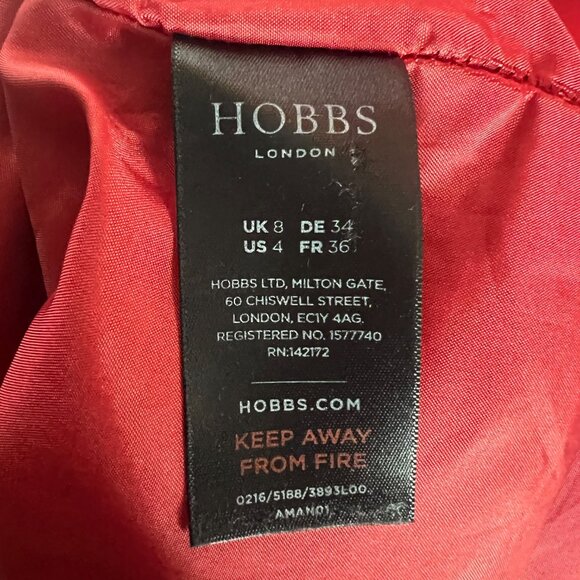 HOBBS
LONDON
UK 8 DE 34
US 4 FR 36
HOBBS LTD, MILTON GATE,
60 CHISWELL STREET,
LONDON, EC1Y 4AG.
REGISTERED NO. 1577740
RN:142172
HOBBS.COM
KEEP AWAY
FROM FIRE
0216/5188/3893L00
AMAN01